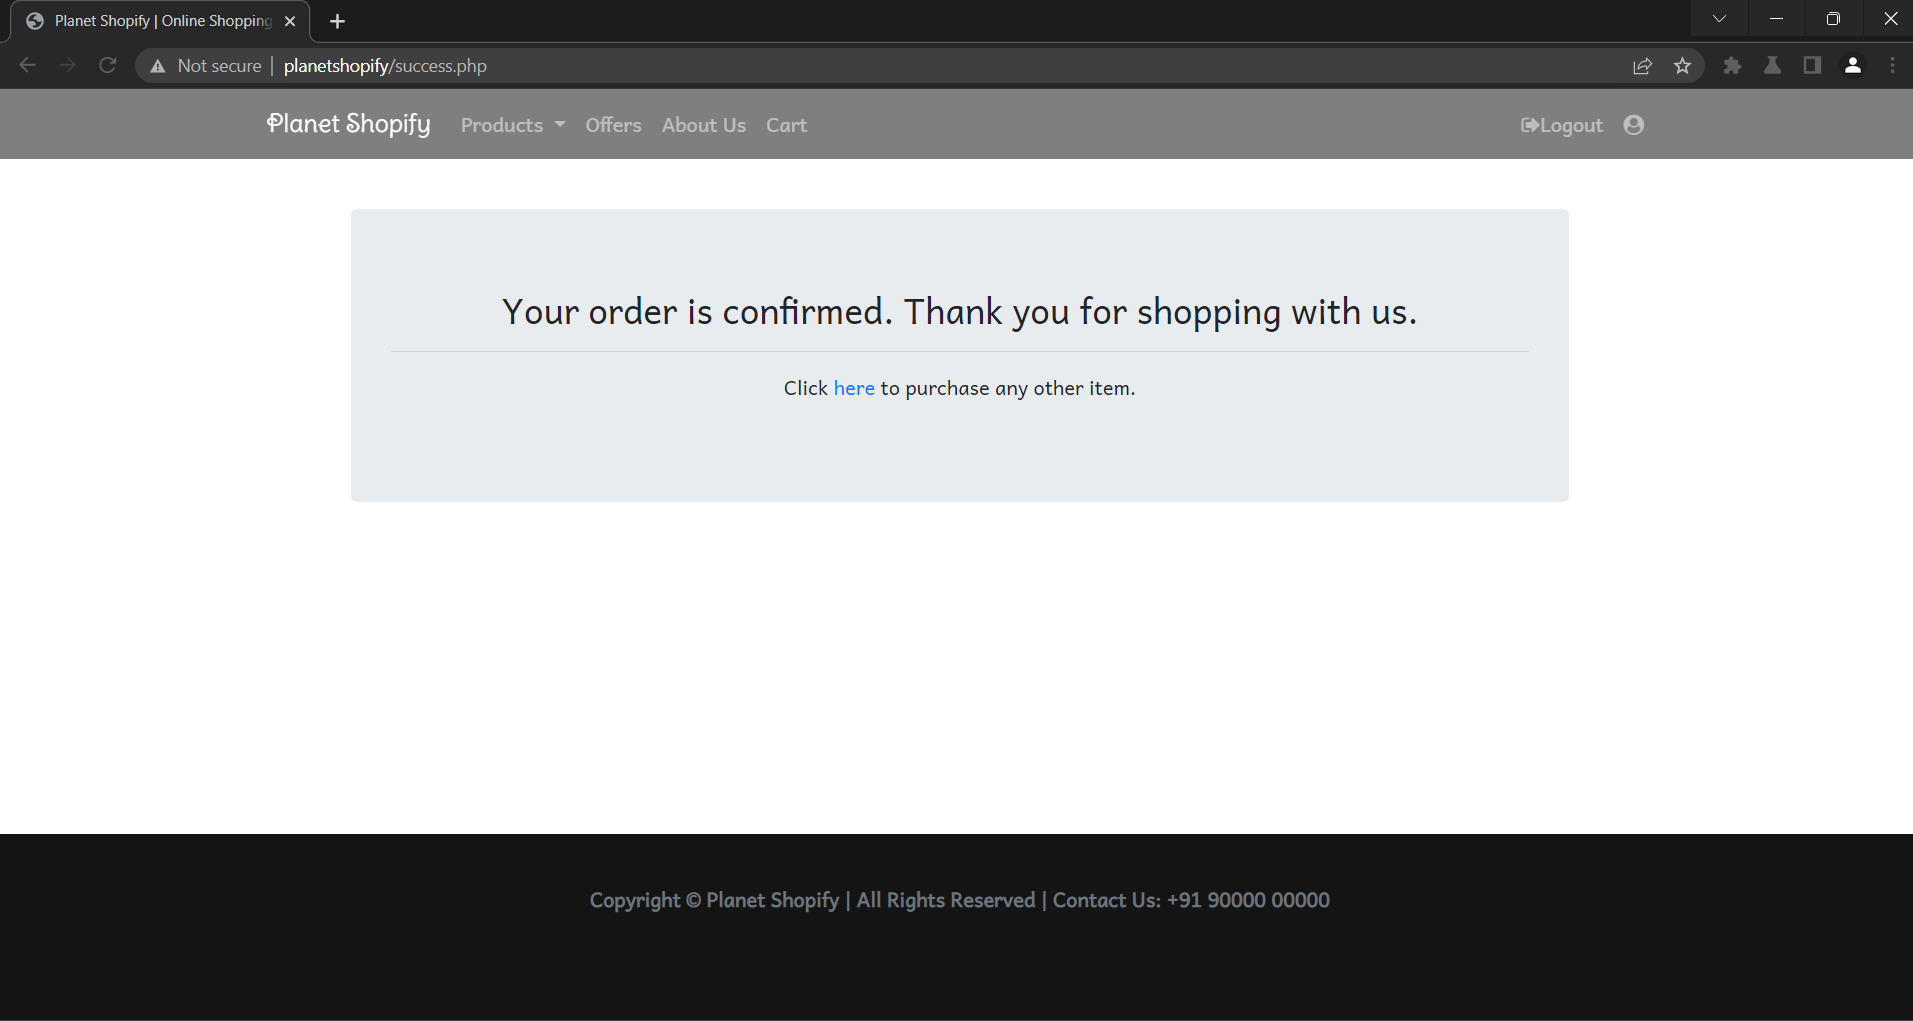 Planet Shopify | Online Shopping
Not secure | planetshopify/success.php
Planet Shopify Products Offers About Us Cart Logout
Your order is confirmed. Thank you for shopping with us.
Click here to purchase any other item.
Copyright © Planet Shopify | All Rights Reserved | Contact Us: +91 90000 00000